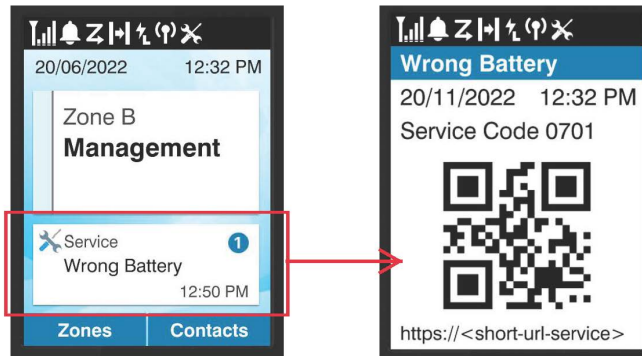 20/06/2022 12:32 PM
Zone B
Management
Service 1
Wrong Battery
12:50 PM
Zones Contacts
Wrong Battery
20/11/2022 12:32 PM
Service Code 0701
https://<short-url-service>